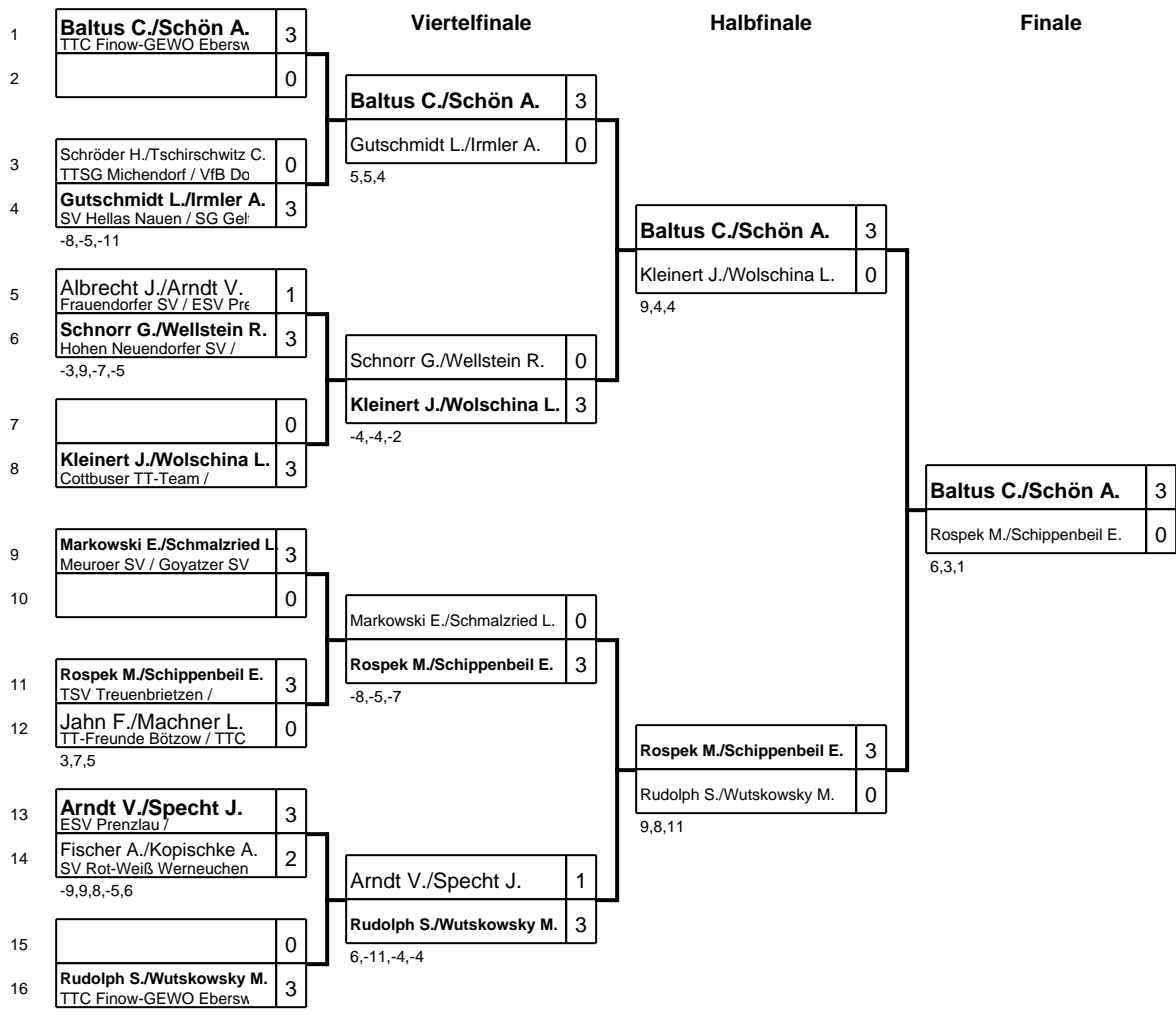 Viertelfinale
Halbfinale
Finale
1
Baltus C./Schön A.
3
TTC Finow-GEWO Ebersw
2
0
3
Schröder H./Tschirschwitz C.
0
TTSG Michendorf / VfB Do
4
Gutschmidt L./Irmler A.
3
SV Hellas Nauen / SG Gel
-8,-5,-11
5
Albrecht J./Arndt V.
1
Frauendorfer SV / ESV Pre
6
Schnorr G./Wellstein R.
3
Hohen Neuendorfer SV /
-3,9,-7,-5
7
0
8
Kleinert J./Wolschina L.
3
Cottbuser TT-Team /
9
Markowski E./Schmalzried L.
3
Meuroer SV / Goyatzer SV
10
0
11
Rospek M./Schippenbeil E.
3
TSV Treuenbrietzen /
12
Jahn F./Machner L.
0
TT-Freunde Bötzow / TTC
3,7,5
13
Arndt V./Specht J.
3
ESV Prenzlau /
14
Fischer A./Kopischke A.
2
SV Rot-Weiß Werneuchen
-9,9,8,-5,6
15
0
16
Rudolph S./Wutskowsky M.
3
TTC Finow-GEWO Ebersw
Baltus C./Schön A.
3
Gutschmidt L./Irmler A.
0
5,5,4
Schnorr G./Wellstein R.
0
Kleinert J./Wolschina L.
3
-4,-4,-2
Markowski E./Schmalzried L.
0
Rospek M./Schippenbeil E.
3
-8,-5,-7
Arndt V./Specht J.
1
Rudolph S./Wutskowsky M.
3
6,-11,-4,-4
Baltus C./Schön A.
3
Kleinert J./Wolschina L.
0
9,4,4
Rospek M./Schippenbeil E.
3
Rudolph S./Wutskowsky M.
0
9,8,11
Baltus C./Schön A.
3
Rospek M./Schippenbeil E.
0
6,3,1